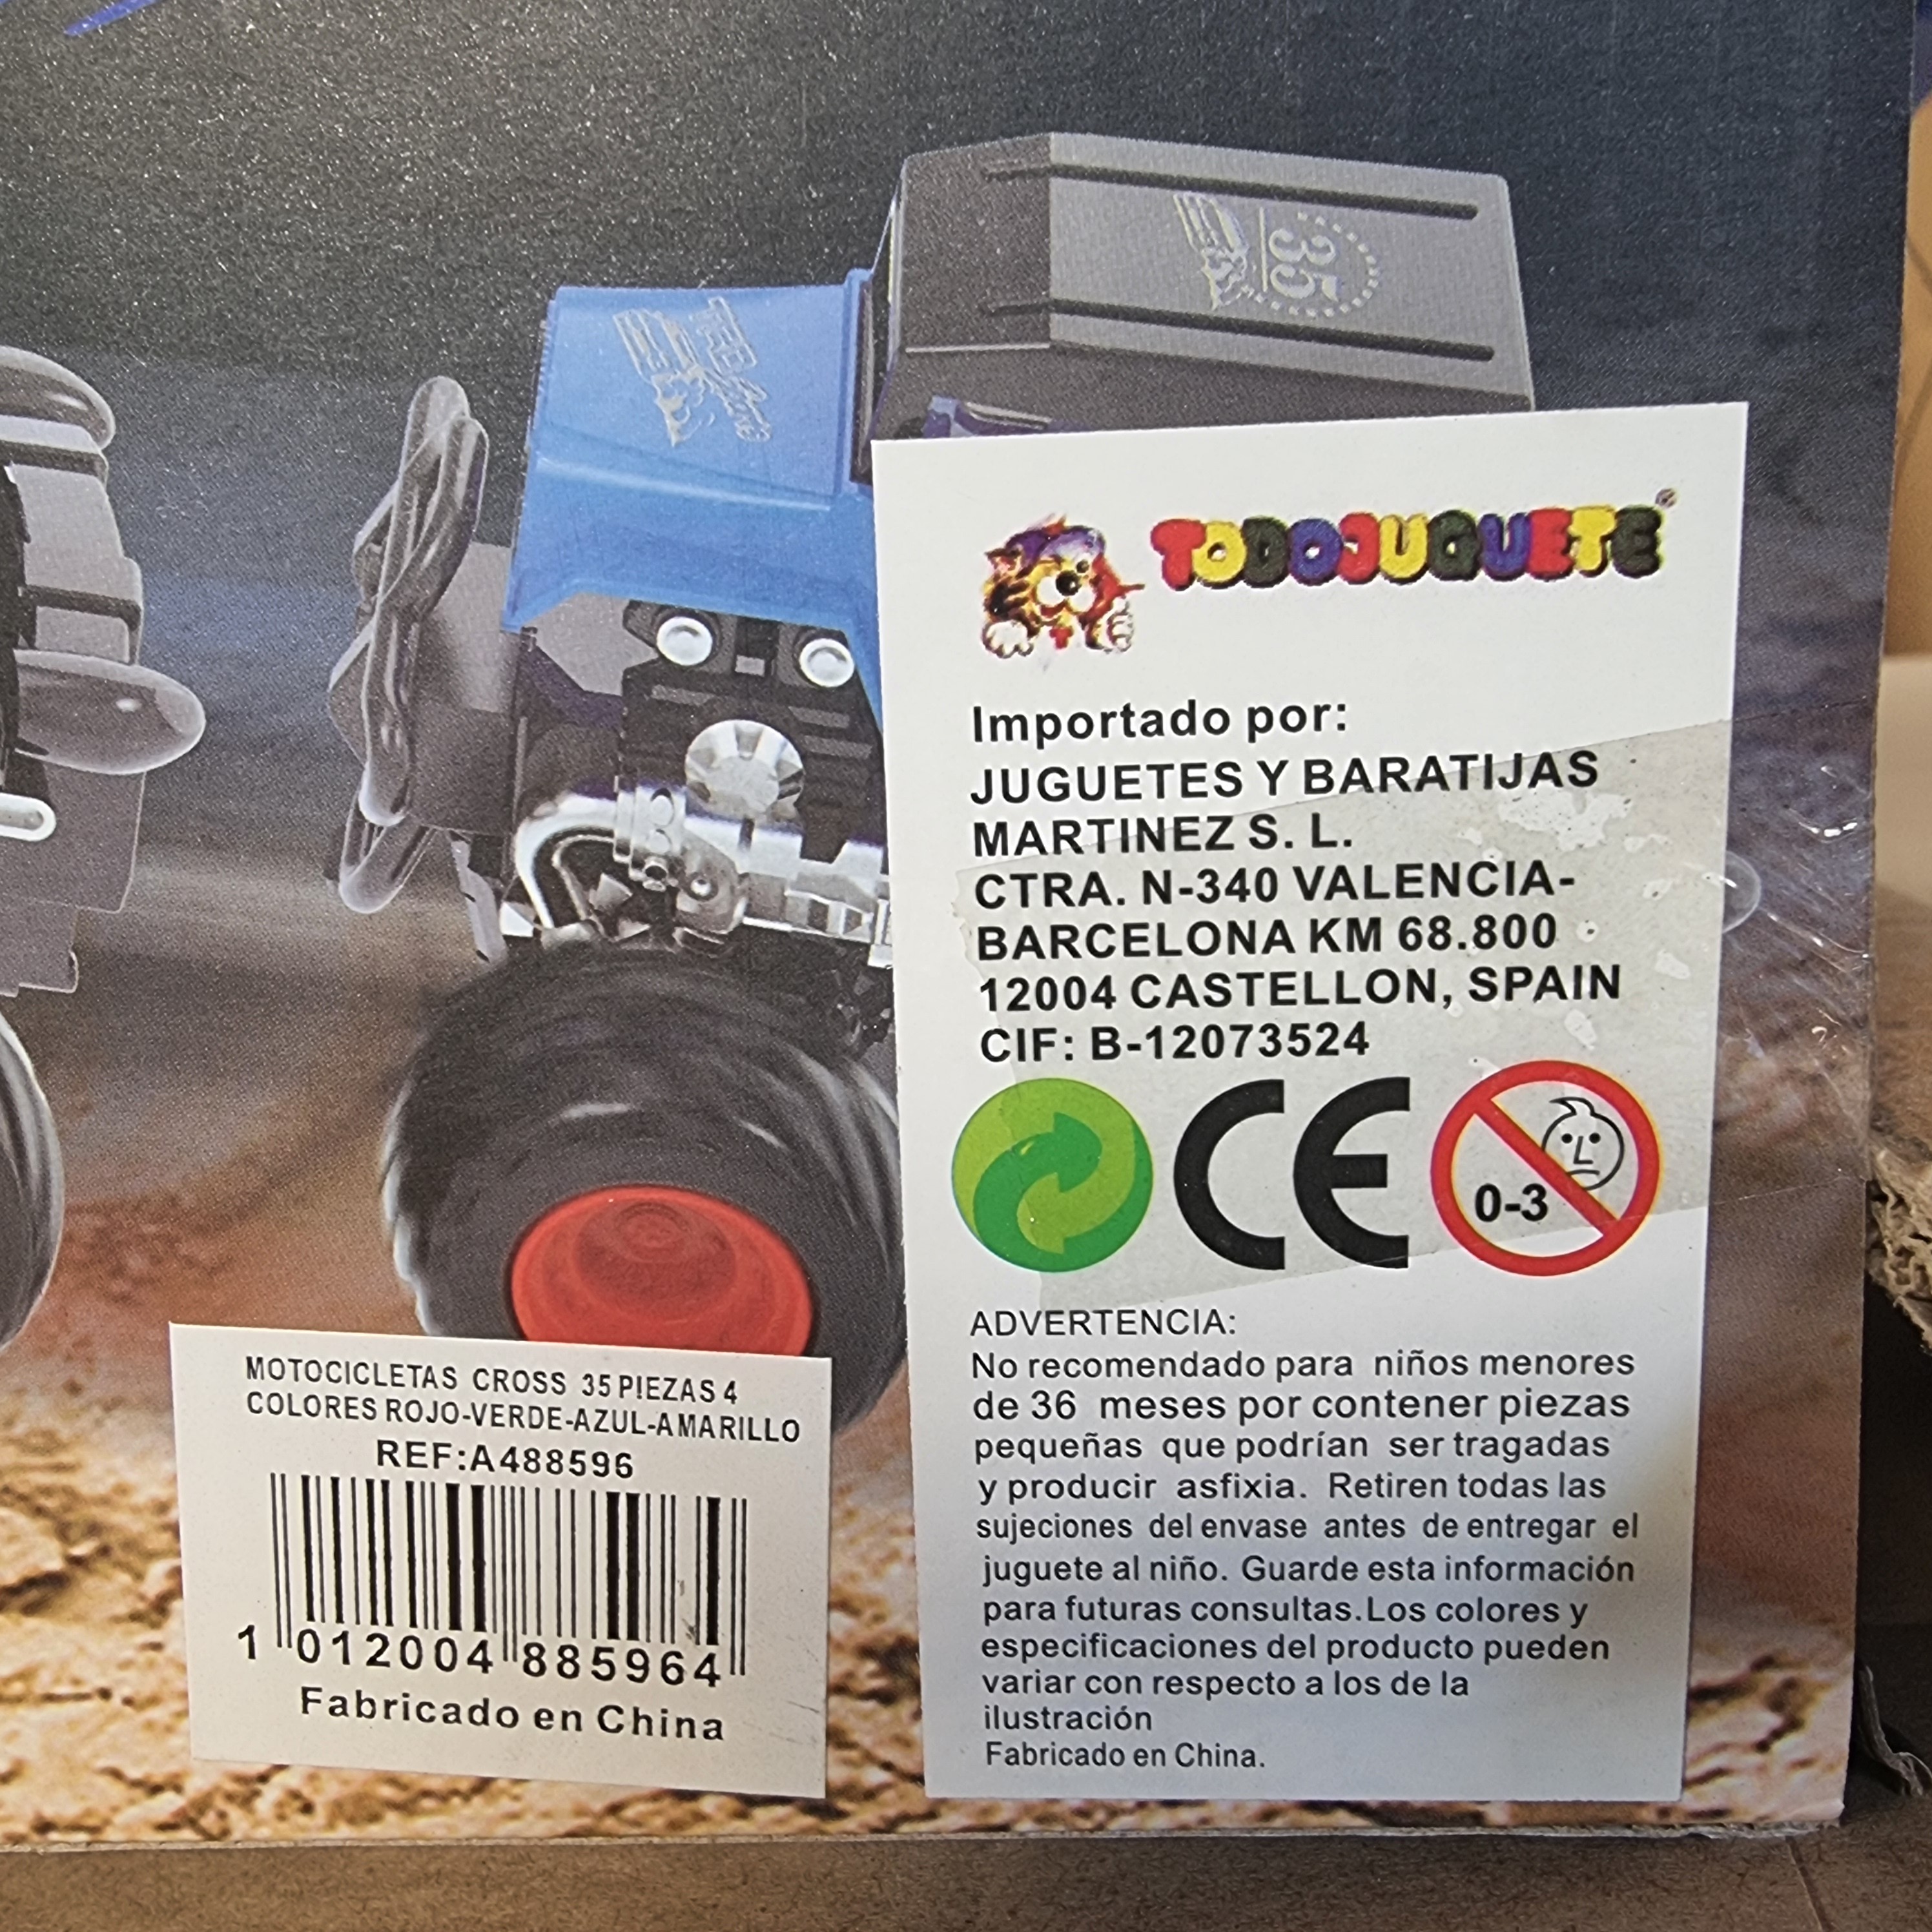 35
TODOJUGUETE
Importado por:
JUGUETES Y BARATIJAS
MARTINEZ S. L.
CTRA. N-340 VALENCIA-
BARCELONA KM 68.800
12004 CASTELLON, SPAIN
CIF: B-12073524
CE
0-3
ADVERTENCIA:
No recomendado para niños menores
de 36 meses por contener piezas
pequeñas que podrían ser tragadas
y producir asfixia. Retiren todas las
sujeciones del envase antes de entregar el
juguete al niño. Guarde esta información
para futuras consultas.Los colores y
especificaciones del producto pueden
variar con respecto a los de la
ilustración
Fabricado en China.
MOTOCICLETAS CROSS 35 PIEZAS 4
COLORES ROJO-VERDE-AZUL-AMARILLO
REF:A488596
1 012004 885964
Fabricado en China